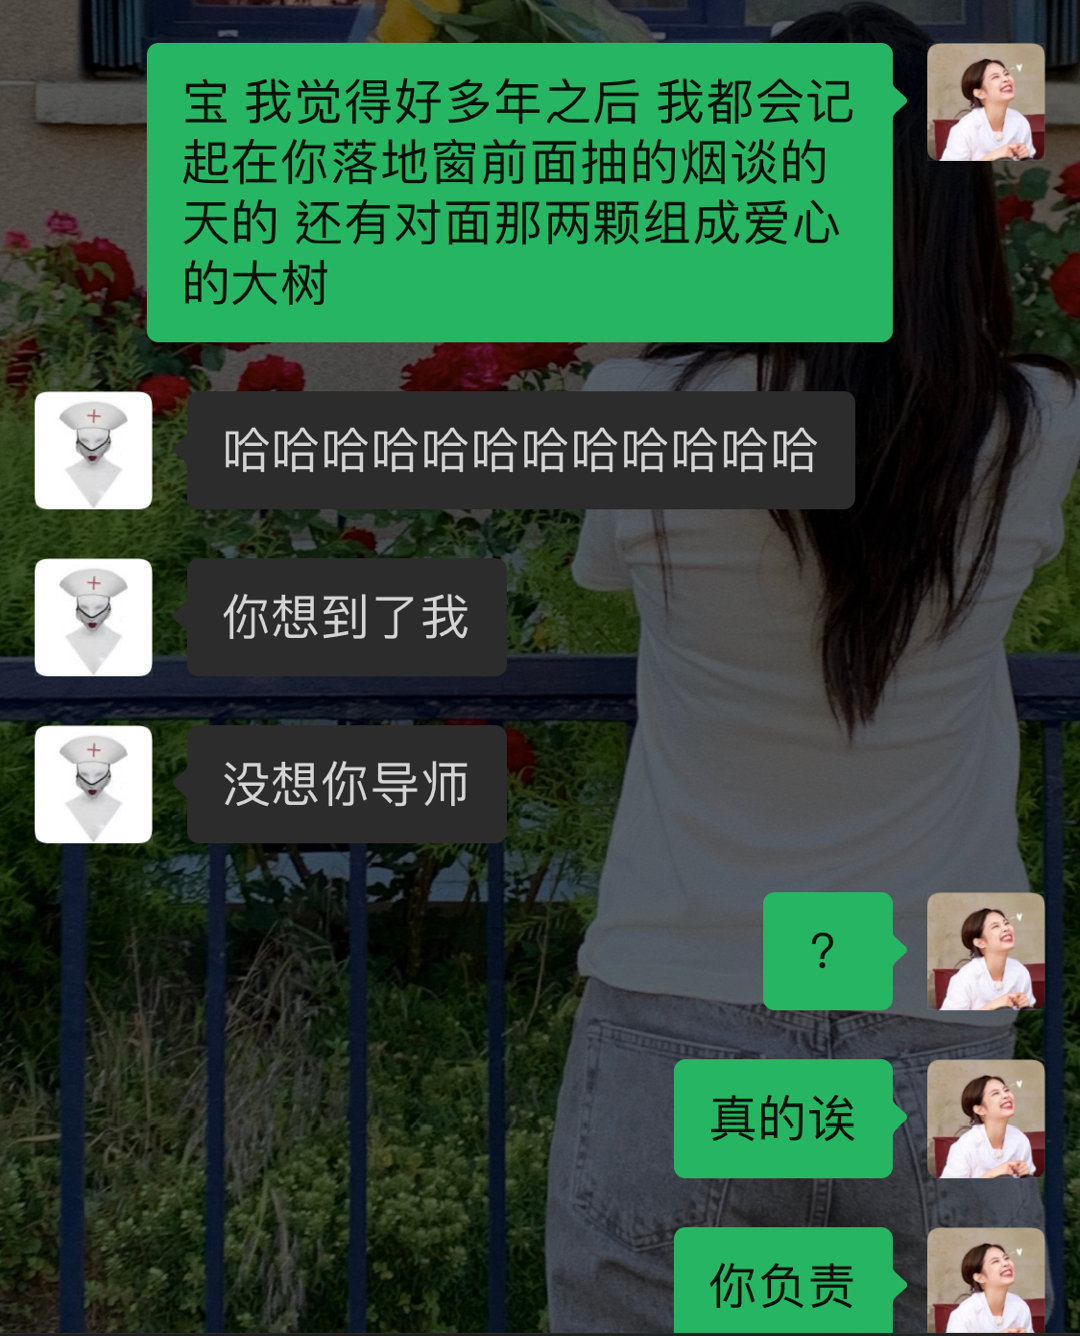 宝 我觉得好多年之后 我都会记
起在你落地窗前面抽的烟谈的
天的 还有对面那两颗组成爱心
的大树
哈哈哈哈哈哈哈哈哈哈哈哈
你想到了我
没想你导师
？
真的诶
你负责